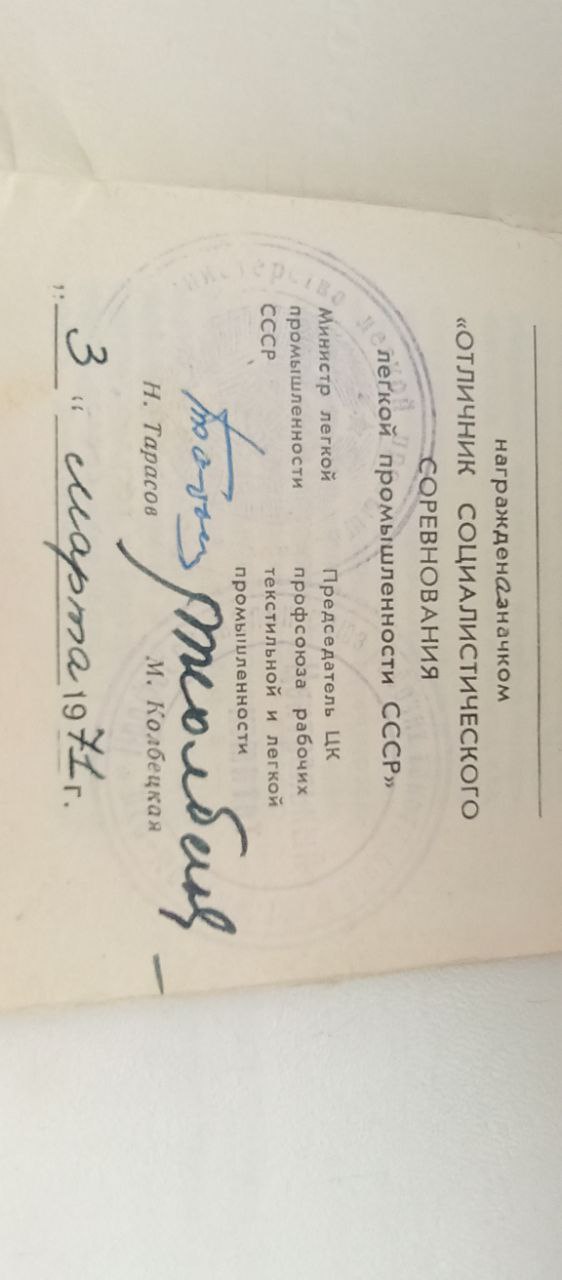 награждена значком
«ОТЛИЧНИК СОЦИАЛИСТИЧЕСКОГО
СОРЕВНОВАНИЯ
легкой промышленности СССР»
Министр легкой
промышленности
СССР
Н. Тарасов
Председатель ЦК
профсоюза рабочих
текстильной и легкой
промышленности
М. Колбецкая
„ 3 “ марта 1971 г.